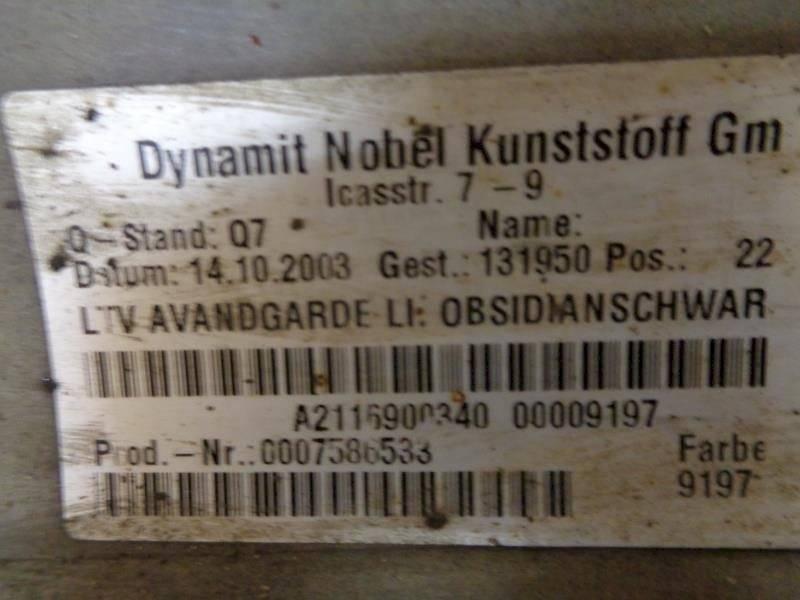 Dynamit Nobel Kunststoff Gm
Icasstr. 7 - 9
Q-Stand: Q7 Name:
Datum: 14.10.2003 Gest.: 131950 Pos.: 22
LTV AVANDGARDE LI. OBSIDIANSCHWAR
A2116900340 00009197
Prod.-Nr.:0007586533 Farbe
9197